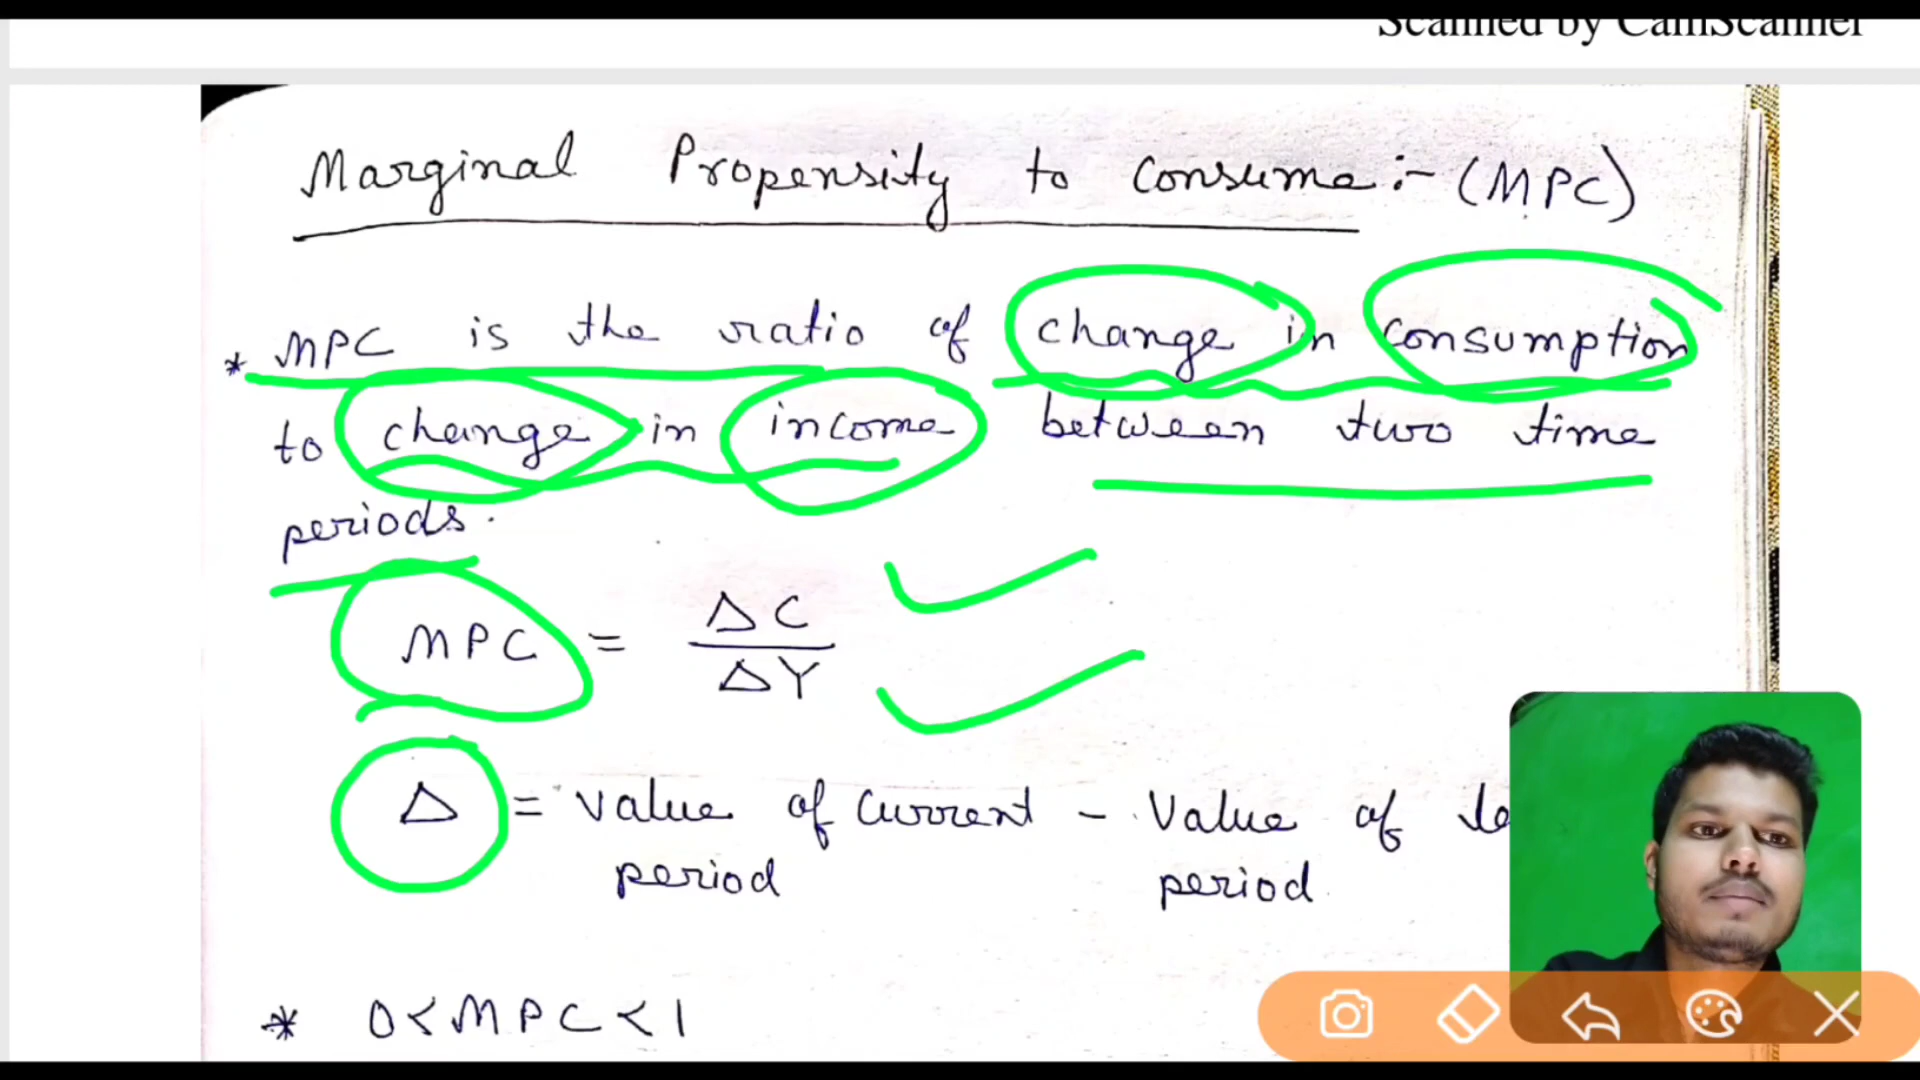 Scanned by CamScanner
Marginal Propensity to Consume:- (MPC)
* MPC is the ratio of change in consumption
to change in income between two time
periods.
MPC = ΔC / ΔY
Δ = Value of Current - Value of
period period.
* 0 < MPC < 1